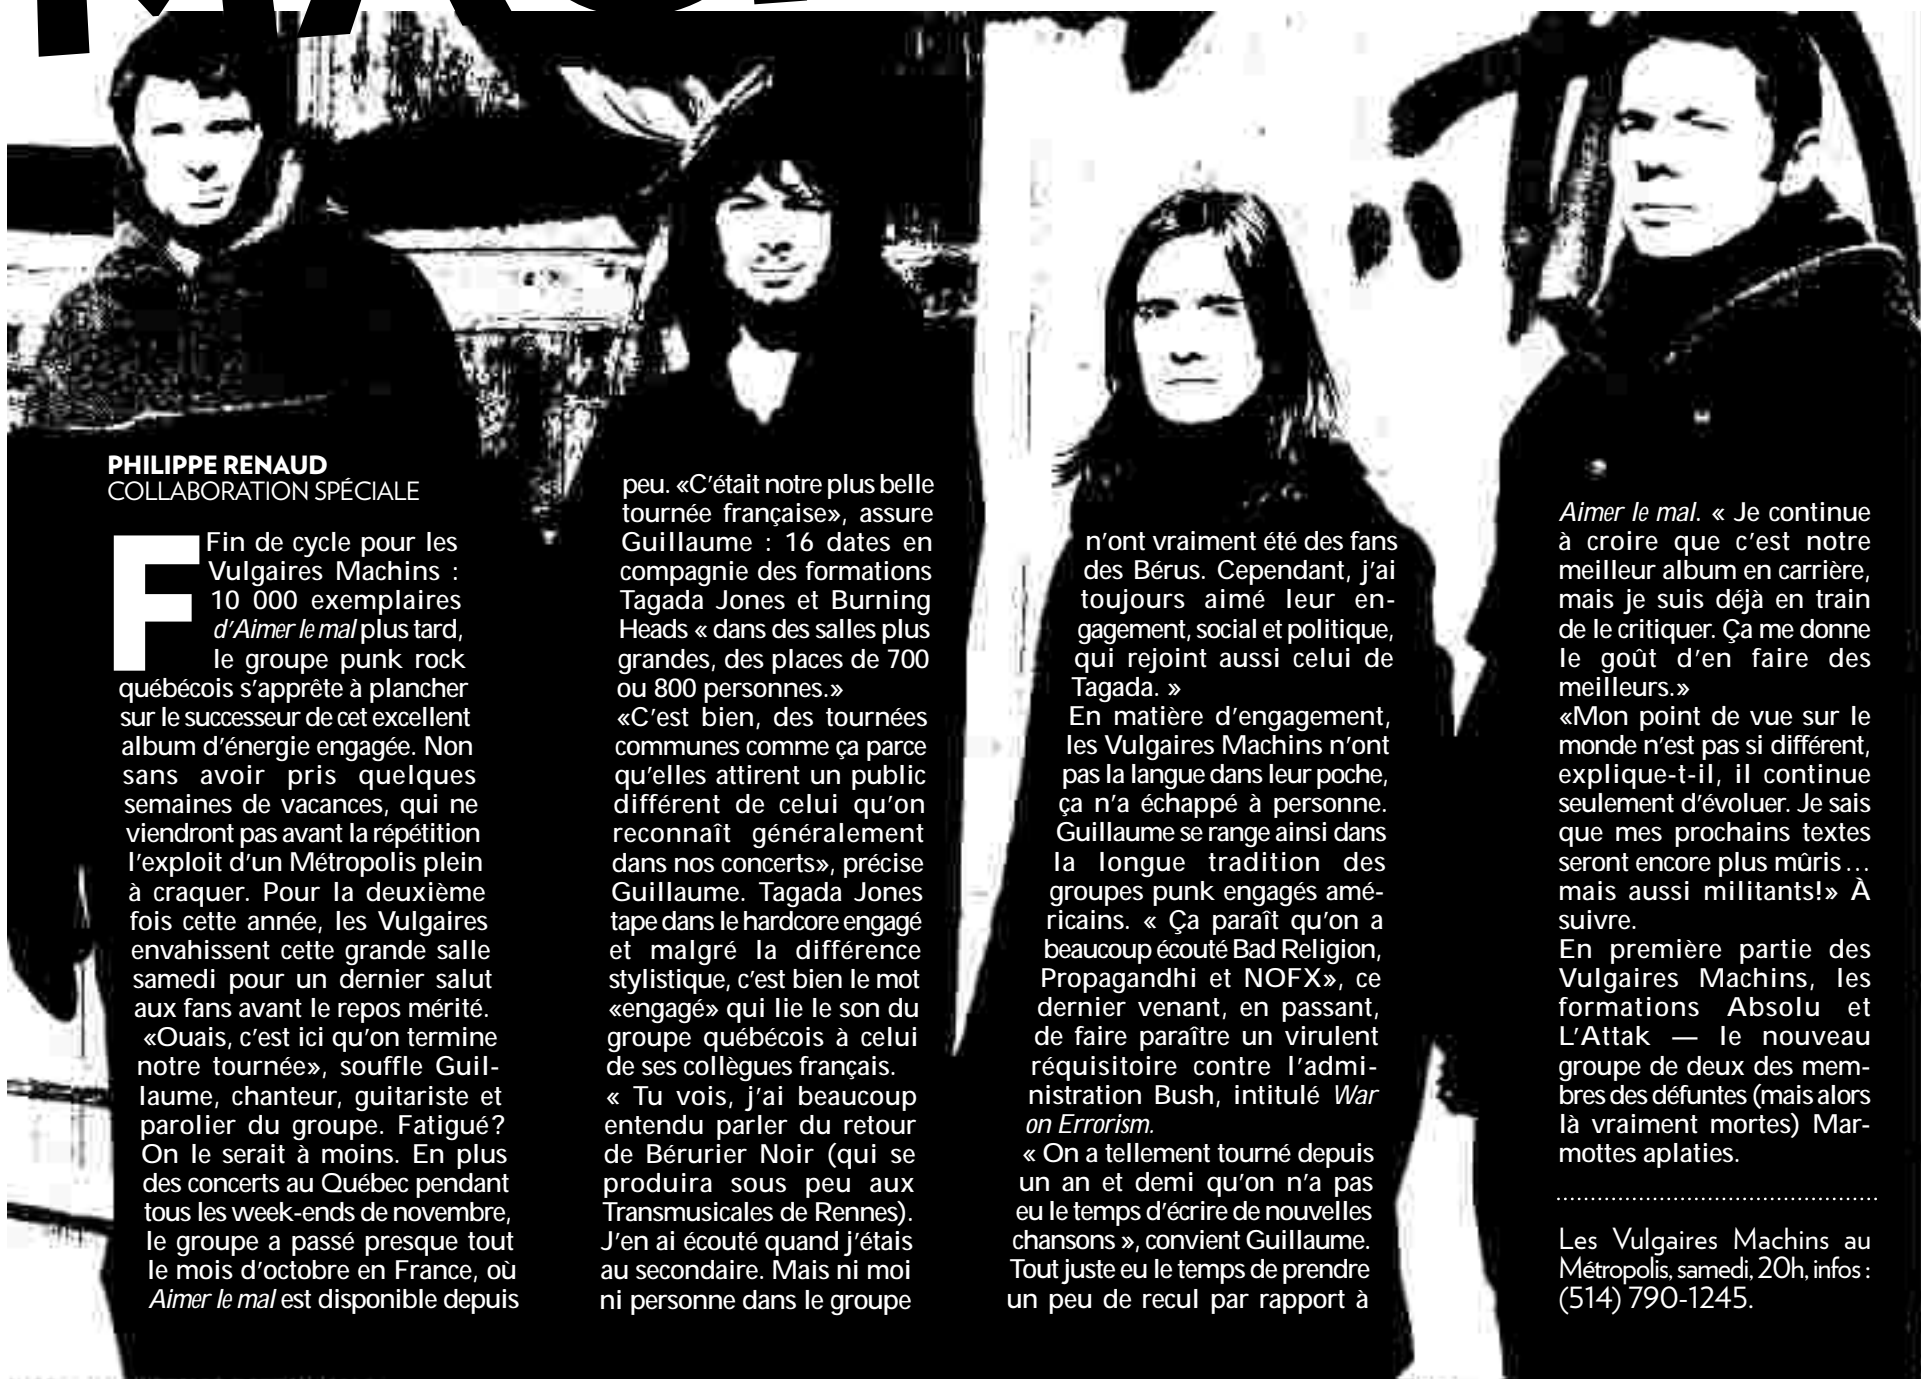 PHILIPPE RENAUD
COLLABORATION SPÉCIALE
Fin de cycle pour les
Vulgaires Machins :
10 000 exemplaires
d'Aimer le mal plus tard,
le groupe punk rock
québécois s'apprête à plancher
sur le successeur de cet excellent
album d'énergie engagée. Non
sans avoir pris quelques
semaines de vacances, qui ne
viendront pas avant la répétition
l'exploit d'un Métropolis plein
à craquer. Pour la deuxième
fois cette année, les Vulgaires
envahissent cette grande salle
samedi pour un dernier salut
aux fans avant le repos mérité.
«Ouais, c'est ici qu'on termine
notre tournée», souffle Guil-
laume, chanteur, guitariste et
parolier du groupe. Fatigué?
On le serait à moins. En plus
des concerts au Québec pendant
tous les week-ends de novembre,
le groupe a passé presque tout
le mois d'octobre en France, où
Aimer le mal est disponible depuis
peu. «C'était notre plus belle
tournée française», assure
Guillaume : 16 dates en
compagnie des formations
Tagada Jones et Burning
Heads « dans des salles plus
grandes, des places de 700
ou 800 personnes.»
«C'est bien, des tournées
communes comme ça parce
qu'elles attirent un public
différent de celui qu'on
reconnaît généralement
dans nos concerts», précise
Guillaume. Tagada Jones
tape dans le hardcore engagé
et malgré la différence
stylistique, c'est bien le mot
«engagé» qui lie le son du
groupe québécois à celui
de ses collègues français.
« Tu vois, j'ai beaucoup
entendu parler du retour
de Bérurier Noir (qui se
produira sous peu aux
Transmusicales de Rennes).
J'en ai écouté quand j'étais
au secondaire. Mais ni moi
ni personne dans le groupe
n'ont vraiment été des fans
des Bérus. Cependant, j'ai
toujours aimé leur en-
gagement, social et politique,
qui rejoint aussi celui de
Tagada. »
En matière d'engagement,
les Vulgaires Machins n'ont
pas la langue dans leur poche,
ça n'a échappé à personne.
Guillaume se range ainsi dans
la longue tradition des
groupes punk engagés amé-
ricains. « Ça paraît qu'on a
beaucoup écouté Bad Religion,
Propagandhi et NOFX», ce
dernier venant, en passant,
de faire paraître un virulent
réquisitoire contre l'admi-
nistration Bush, intitulé War
on Errorism.
« On a tellement tourné depuis
un an et demi qu'on n'a pas
eu le temps d'écrire de nouvelles
chansons », convient Guillaume.
Tout juste eu le temps de prendre
un peu de recul par rapport à
Aimer le mal. « Je continue
à croire que c'est notre
meilleur album en carrière,
mais je suis déjà en train
de le critiquer. Ça me donne
le goût d'en faire des
meilleurs.»
«Mon point de vue sur le
monde n'est pas si différent,
explique-t-il, il continue
seulement d'évoluer. Je sais
que mes prochains textes
seront encore plus mûris...
mais aussi militants!» À
suivre.
En première partie des
Vulgaires Machins, les
formations Absolu et
L'Attak — le nouveau
groupe de deux des mem-
bres des défuntes (mais alors
là vraiment mortes) Mar-
mottes aplaties.
Les Vulgaires Machins au
Métropolis, samedi, 20h, infos :
(514) 790-1245.